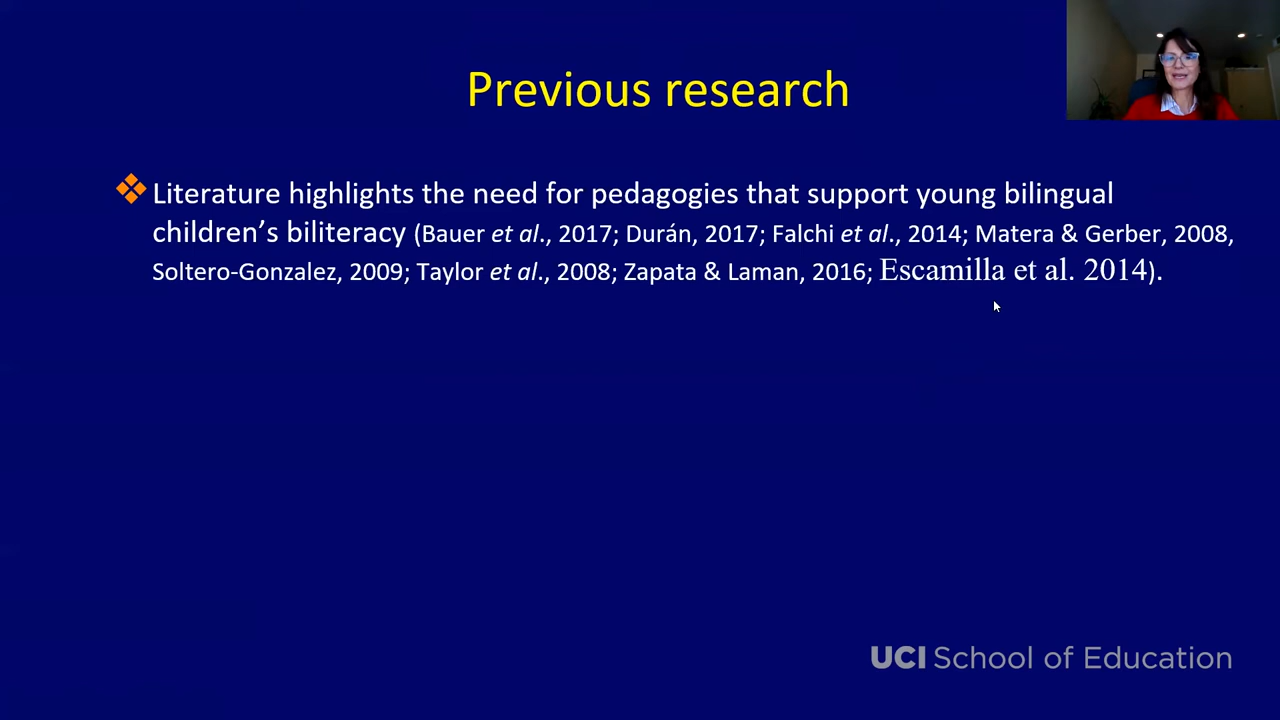 Previous research
Literature highlights the need for pedagogies that support young bilingual
children’s biliteracy (Bauer et al., 2017; Durán, 2017; Falchi et al., 2014; Matera & Gerber, 2008,
Soltero-Gonzalez, 2009; Taylor et al., 2008; Zapata & Laman, 2016; Escamilla et al. 2014).
UCI School of Education